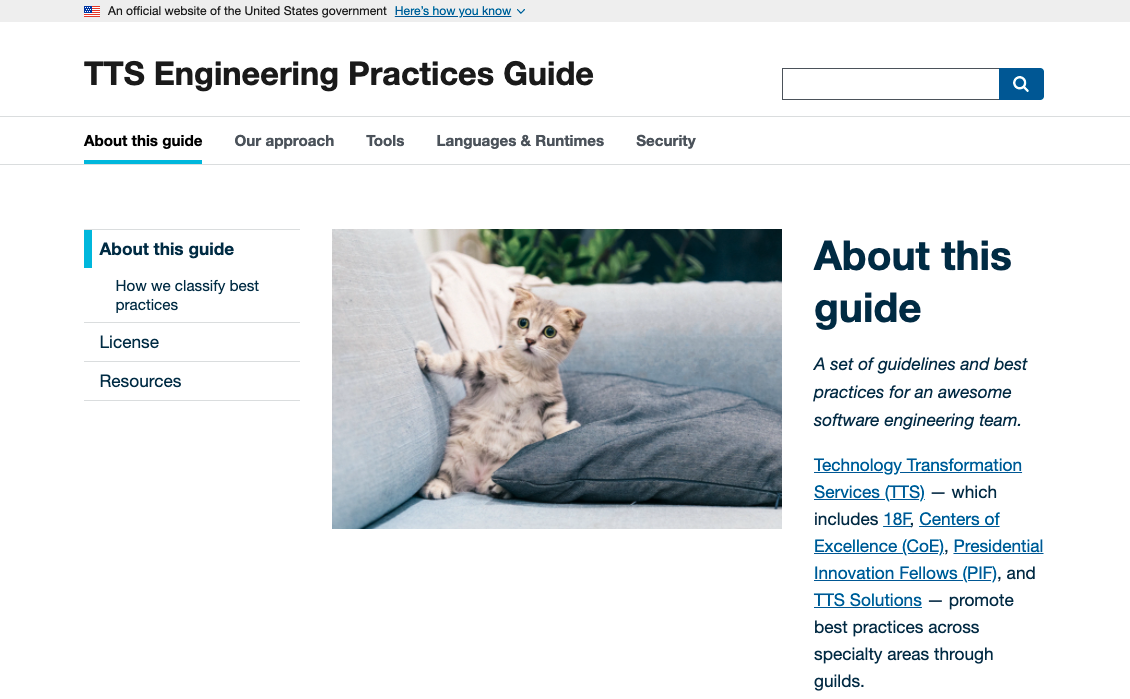 An official website of the United States government Here’s how you know
TTS Engineering Practices Guide
About this guide Our approach Tools Languages & Runtimes Security
About this guide
How we classify best
practices
License
Resources
About this
guide
A set of guidelines and best
practices for an awesome
software engineering team.
Technology Transformation
Services (TTS) — which
includes 18F, Centers of
Excellence (CoE), Presidential
Innovation Fellows (PIF), and
TTS Solutions — promote
best practices across
specialty areas through
guilds.